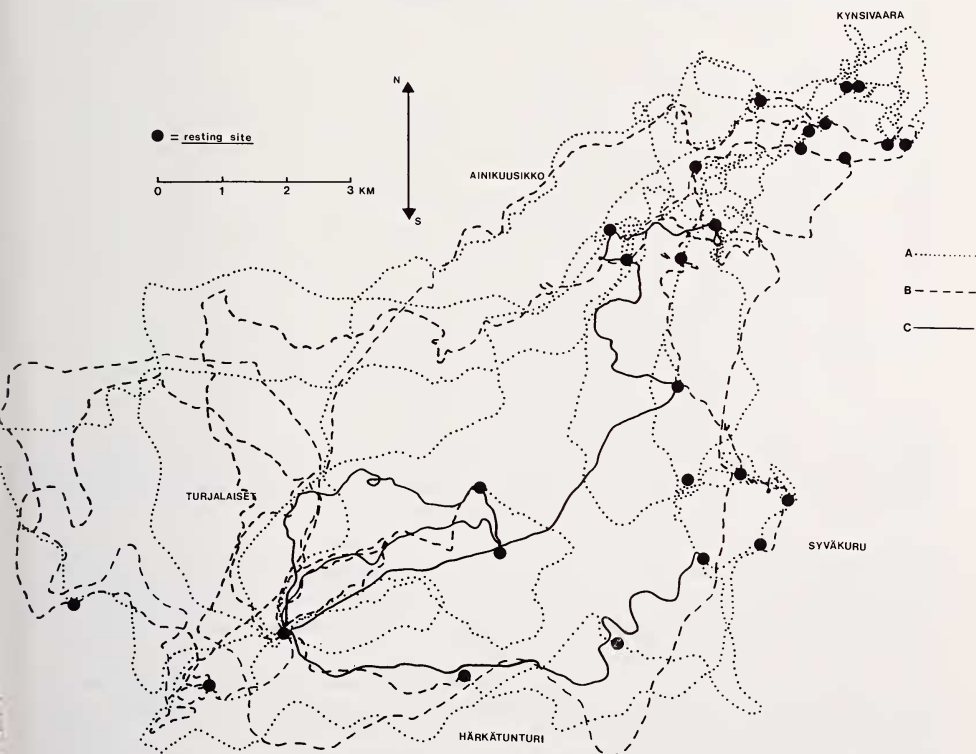 KYNSIVAARA
N
= resting site
AINIKUUSIKKO
0 1 2 3 KM
S
A
B
C
TURJALAISET
SYVÄKURU
HÄRKÄTUNTURI